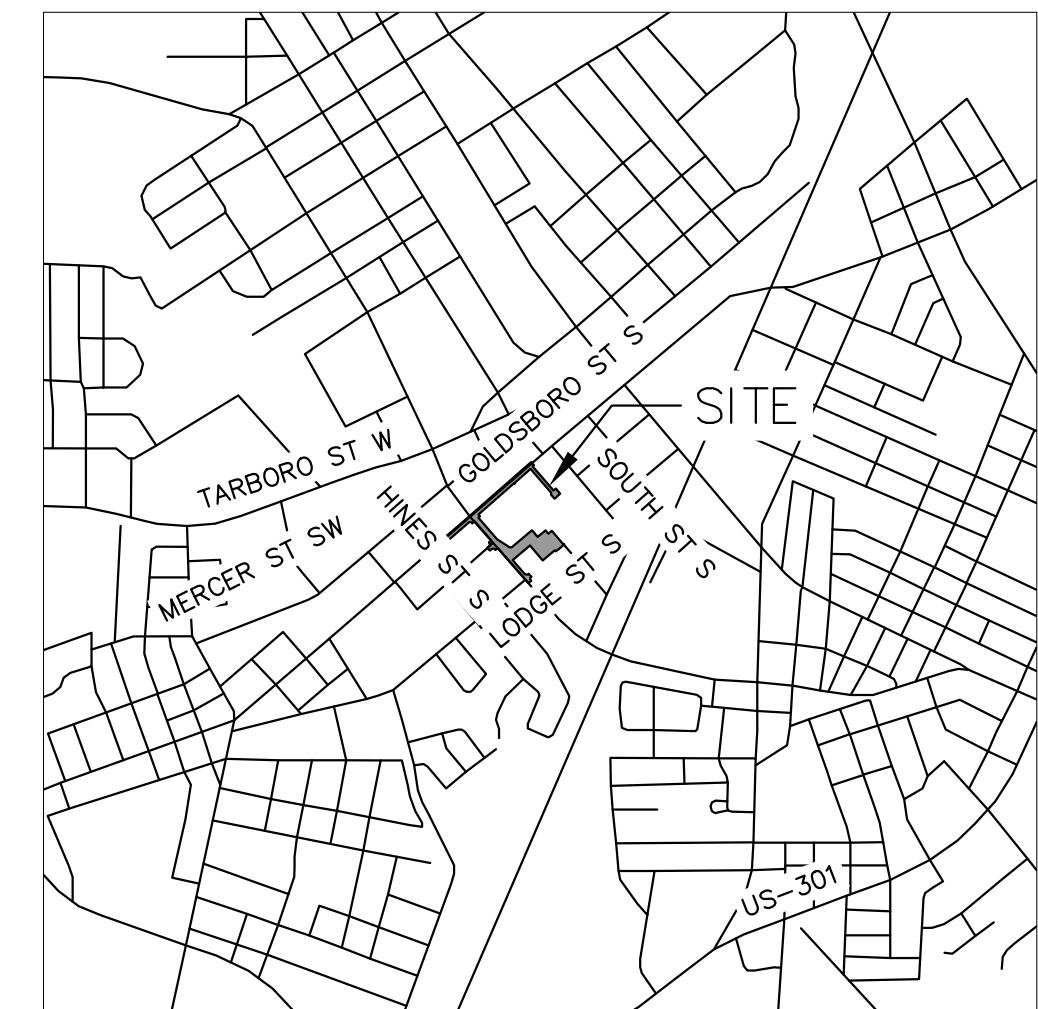 GOLDSBORO ST S
SITE
TARBORO ST W
SOUTH ST S
HINES ST S
MERCER ST SW
LODGE ST S
US-301